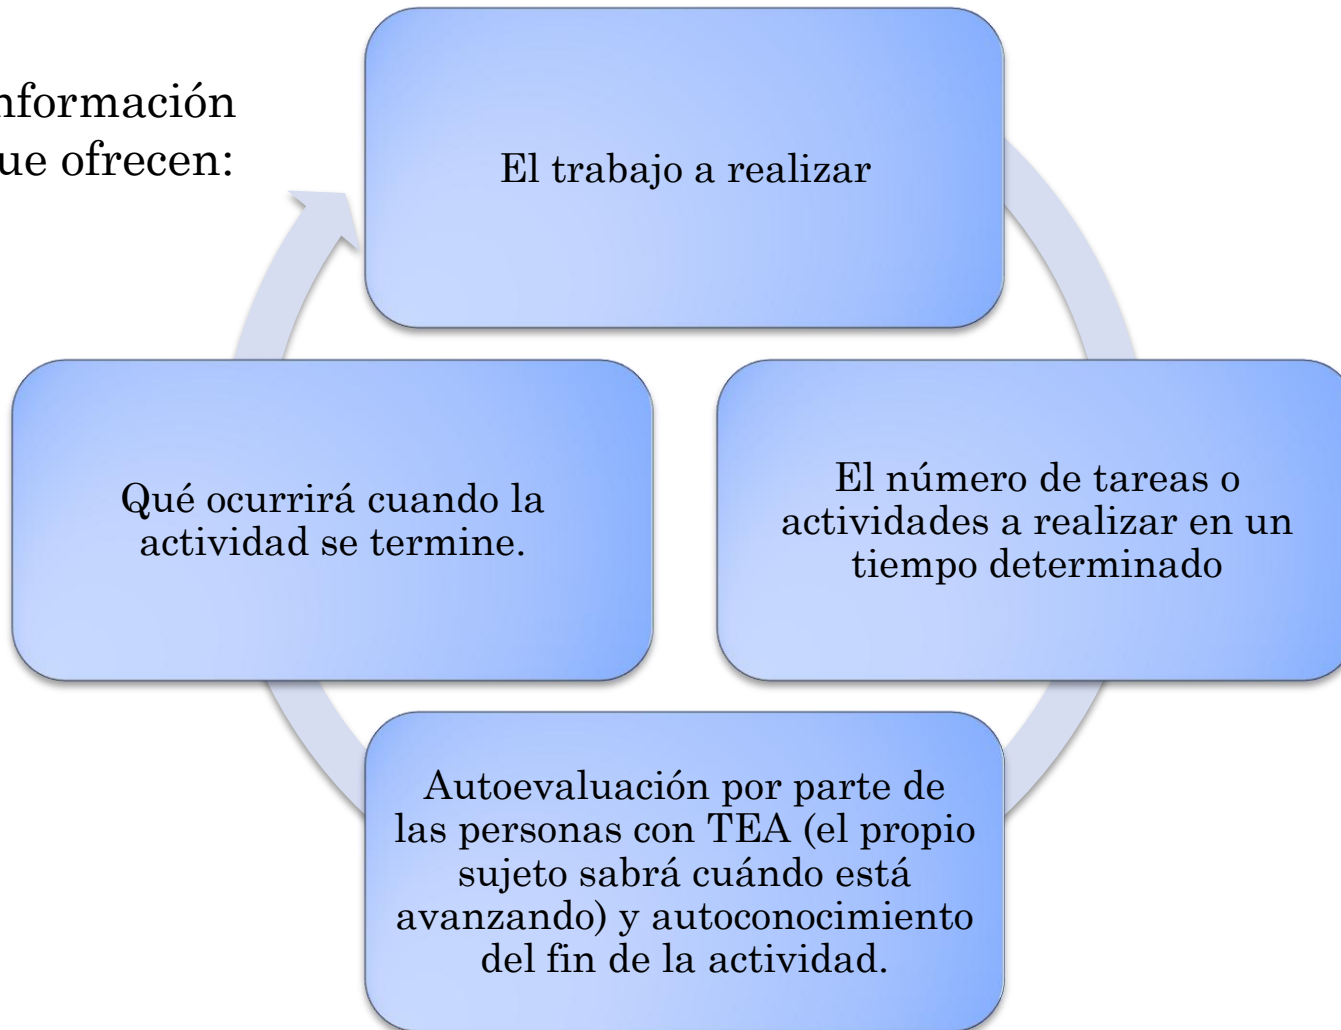 nformación
ue ofrecen:
El trabajo a realizar
El número de tareas o
actividades a realizar en un
tiempo determinado
Autoevaluación por parte de
las personas con TEA (el propio
sujeto sabrá cuándo está
avanzando) y autoconocimiento
del fin de la actividad.
Qué ocurrirá cuando la
actividad se termine.